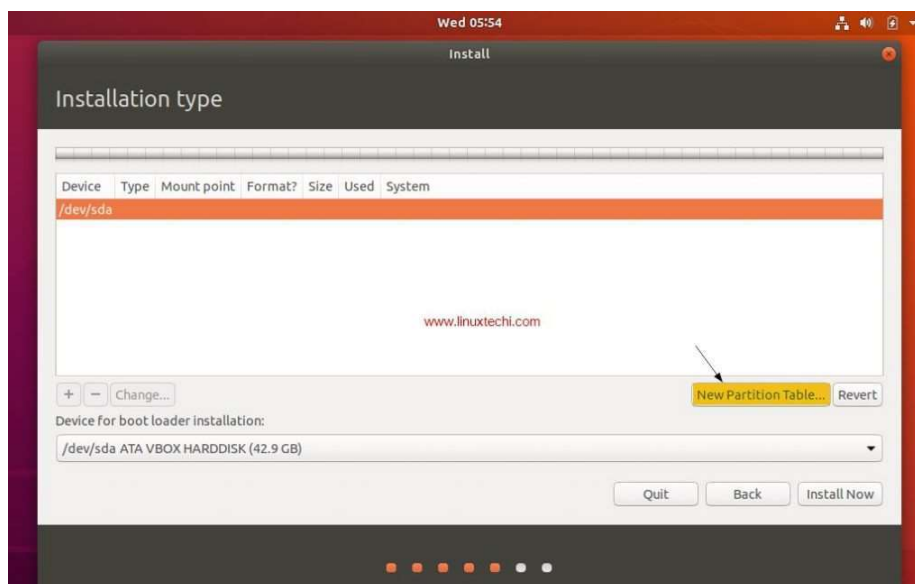 Wed 05:54
Install
Installation type
Device Type Mount point Format? Size Used System
/dev/sda
www.linuxtechi.com
+ - Change... New Partition Table... Revert
Device for boot loader installation:
/dev/sda ATA VBOX HARDDISK (42.9 GB)
Quit Back Install Now